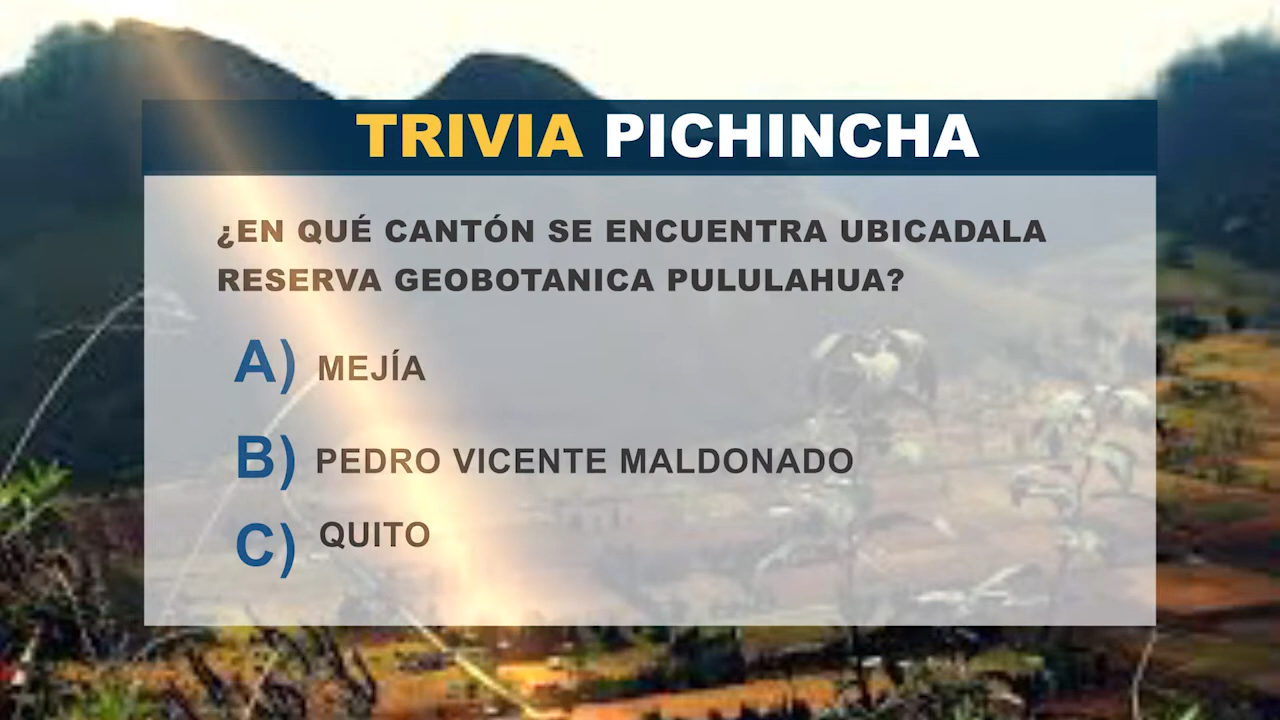 TRIVIA PICHINCHA
¿EN QUÉ CANTÓN SE ENCUENTRA UBICADALA
RESERVA GEOBOTANICA PULULAHUA?
A) MEJÍA
B) PEDRO VICENTE MALDONADO
C) QUITO